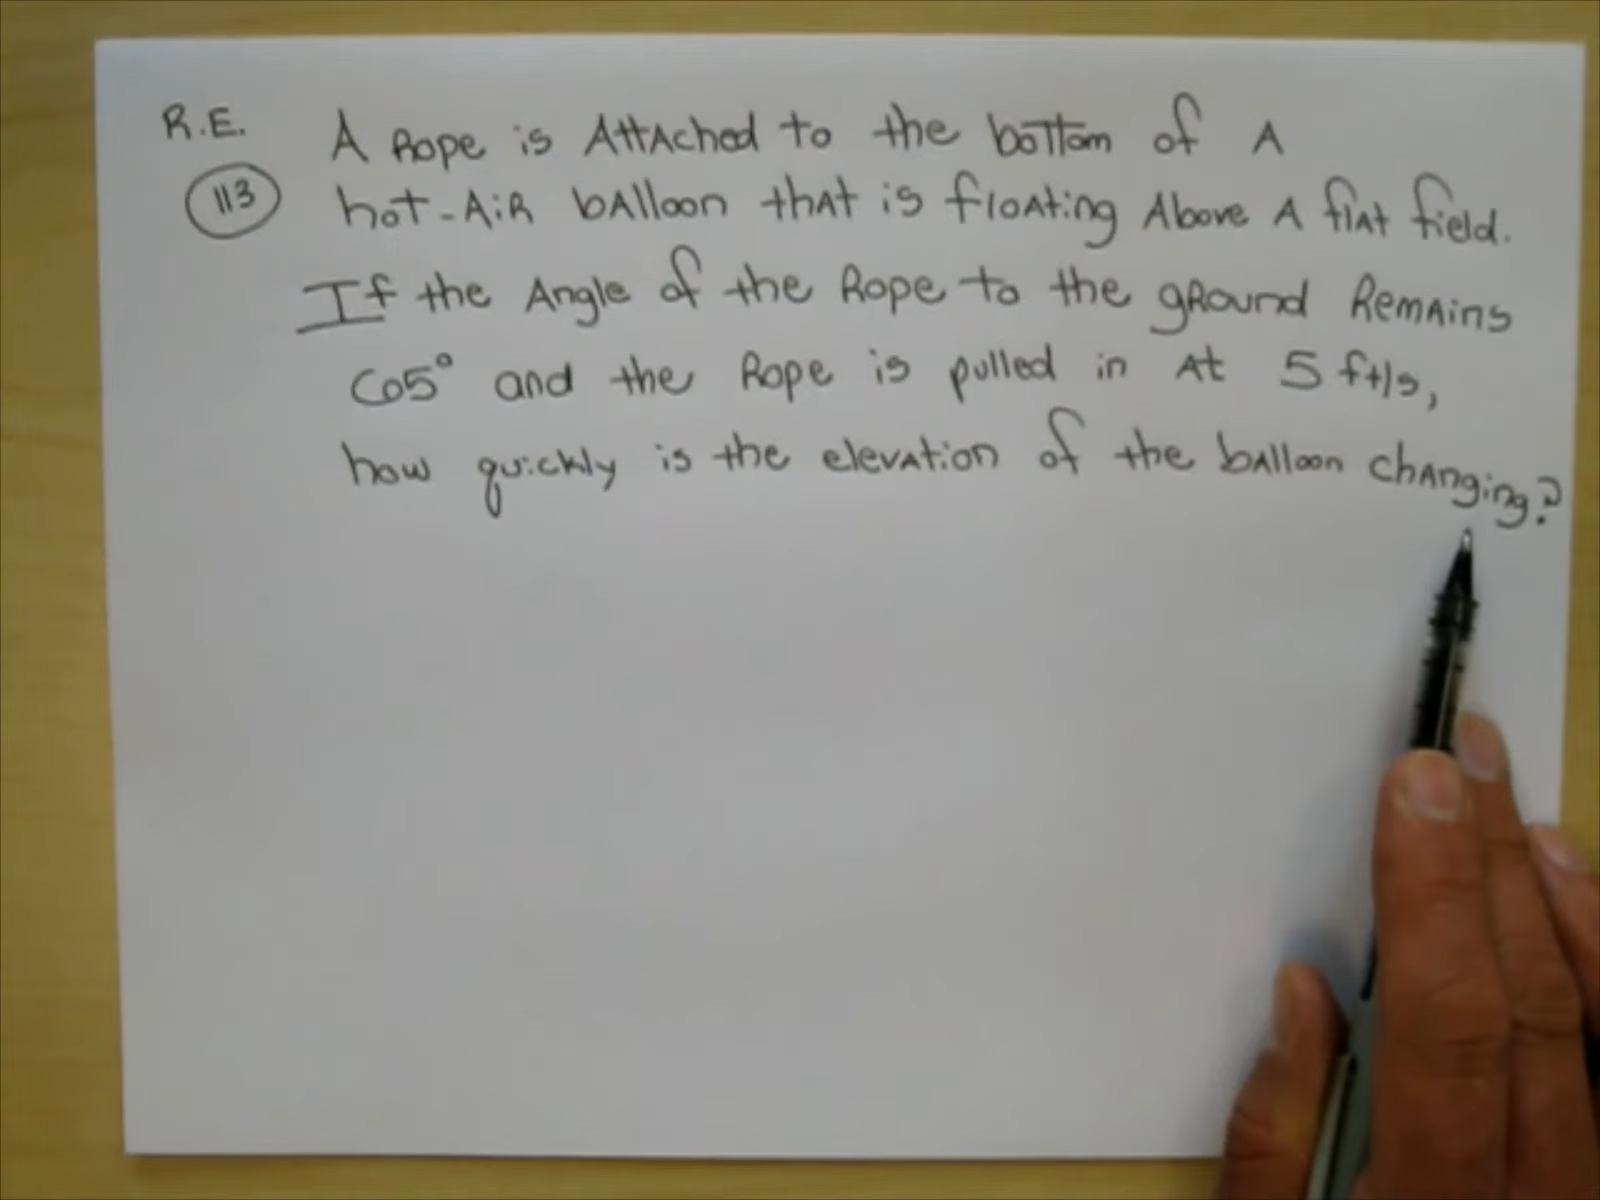 R.E. A Rope is Attached to the bottom of A
113 hot-Air balloon that is floating Above A flat field.
If the Angle of the Rope to the ground Remains
65° and the Rope is pulled in At 5 ft/s,
how quickly is the elevation of the balloon changing?